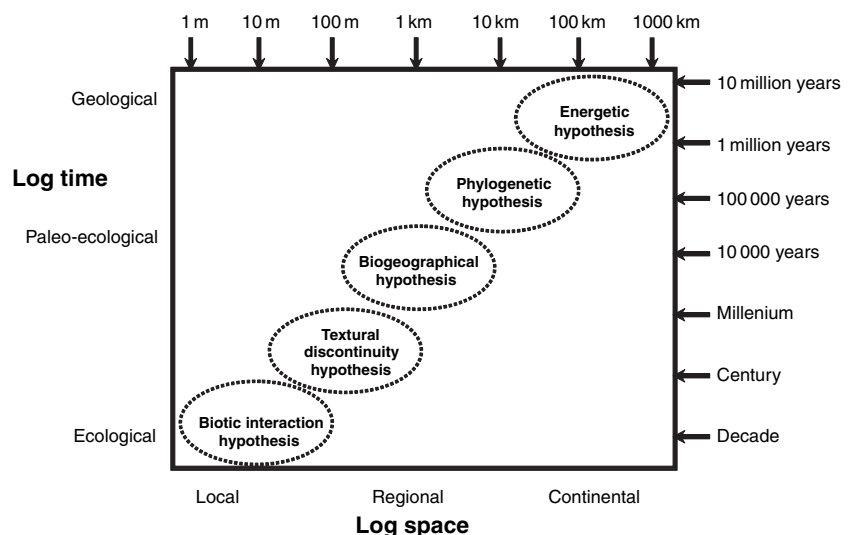 1 m 10 m 100 m 1 km 10 km 100 km 1000 km
Geological
Log time
Paleo-ecological
Ecological
Energetic
hypothesis
Phylogenetic
hypothesis
Biogeographical
hypothesis
Textural
discontinuity
hypothesis
Biotic interaction
hypothesis
10 million years
1 million years
100 000 years
10 000 years
Millenium
Century
Decade
Local Regional Continental
Log space